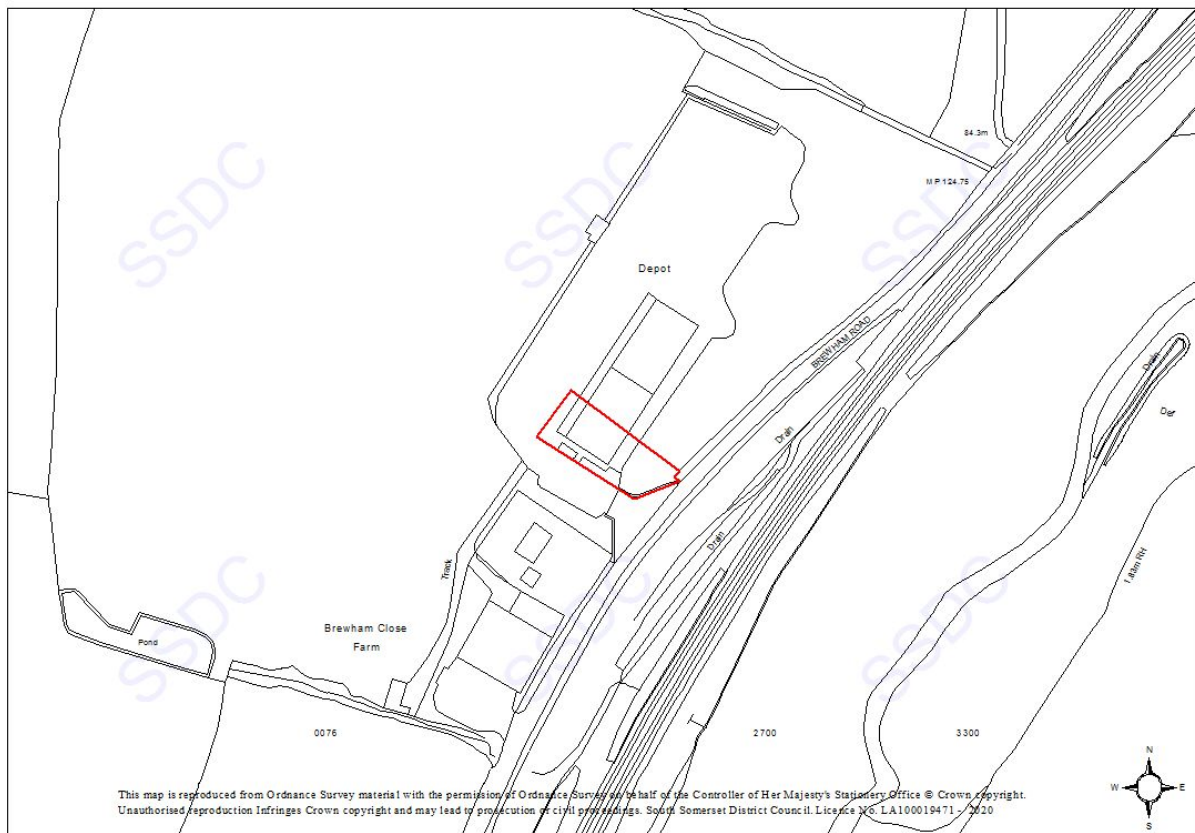 SSDC
SSDC
SSDC
84.3m
MP 124.75
Depot
BREWHAM ROAD
Drain
Der
Drain
Drain
1.83m RH
Track
SSDC
SSDC
SSDC
Brewham Close
Farm
Pond
0076
2700
3300
N
W E
S
This map is reproduced from Ordnance Survey material with the permission of Ordnance Survey on behalf of the Controller of Her Majesty's Stationery Office © Crown copyright.
Unauthorised reproduction Infringes Crown copyright and may lead to prosecution or civil proceedings. South Somerset District Council. Licence No. LA100019471 - 2020